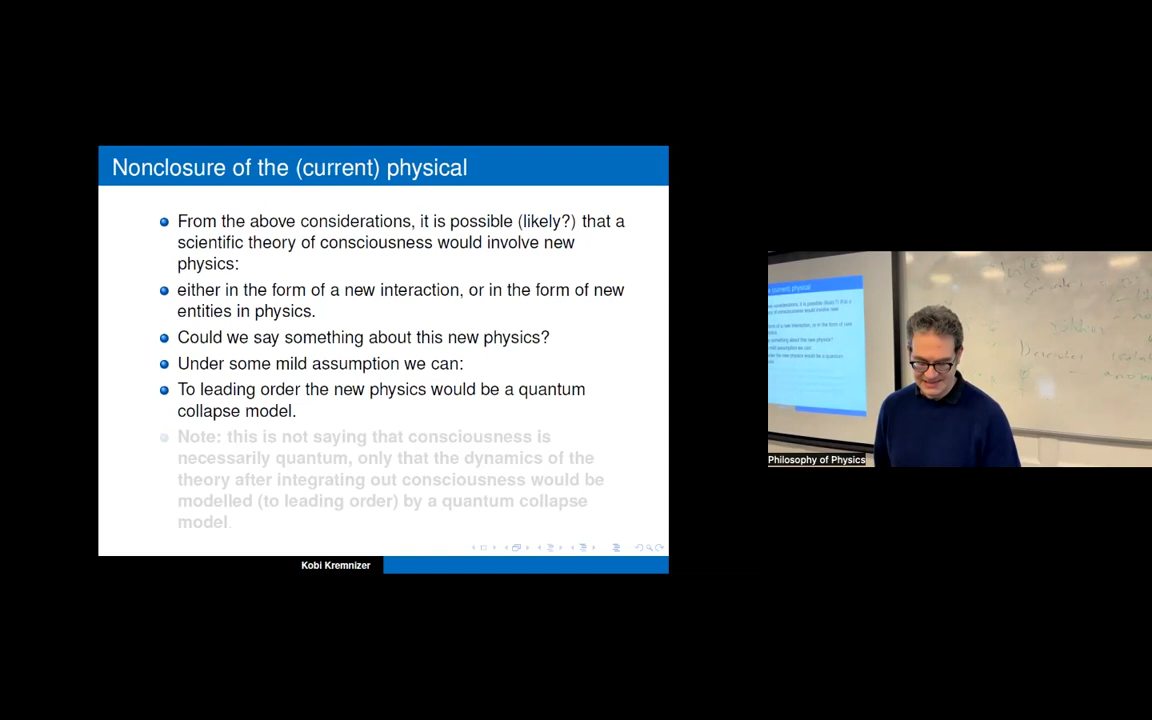 Nonclosure of the (current) physical
From the above considerations, it is possible (likely?) that a
scientific theory of consciousness would involve new
physics:
either in the form of a new interaction, or in the form of new
entities in physics.
Could we say something about this new physics?
Under some mild assumption we can:
To leading order the new physics would be a quantum
collapse model.
Note: this is not saying that consciousness is
necessarily quantum, only that the dynamics of the
theory after integrating out consciousness would be
modelled (to leading order) by a quantum collapse
model.
Kobi Kremnizer
Philosophy of Physics